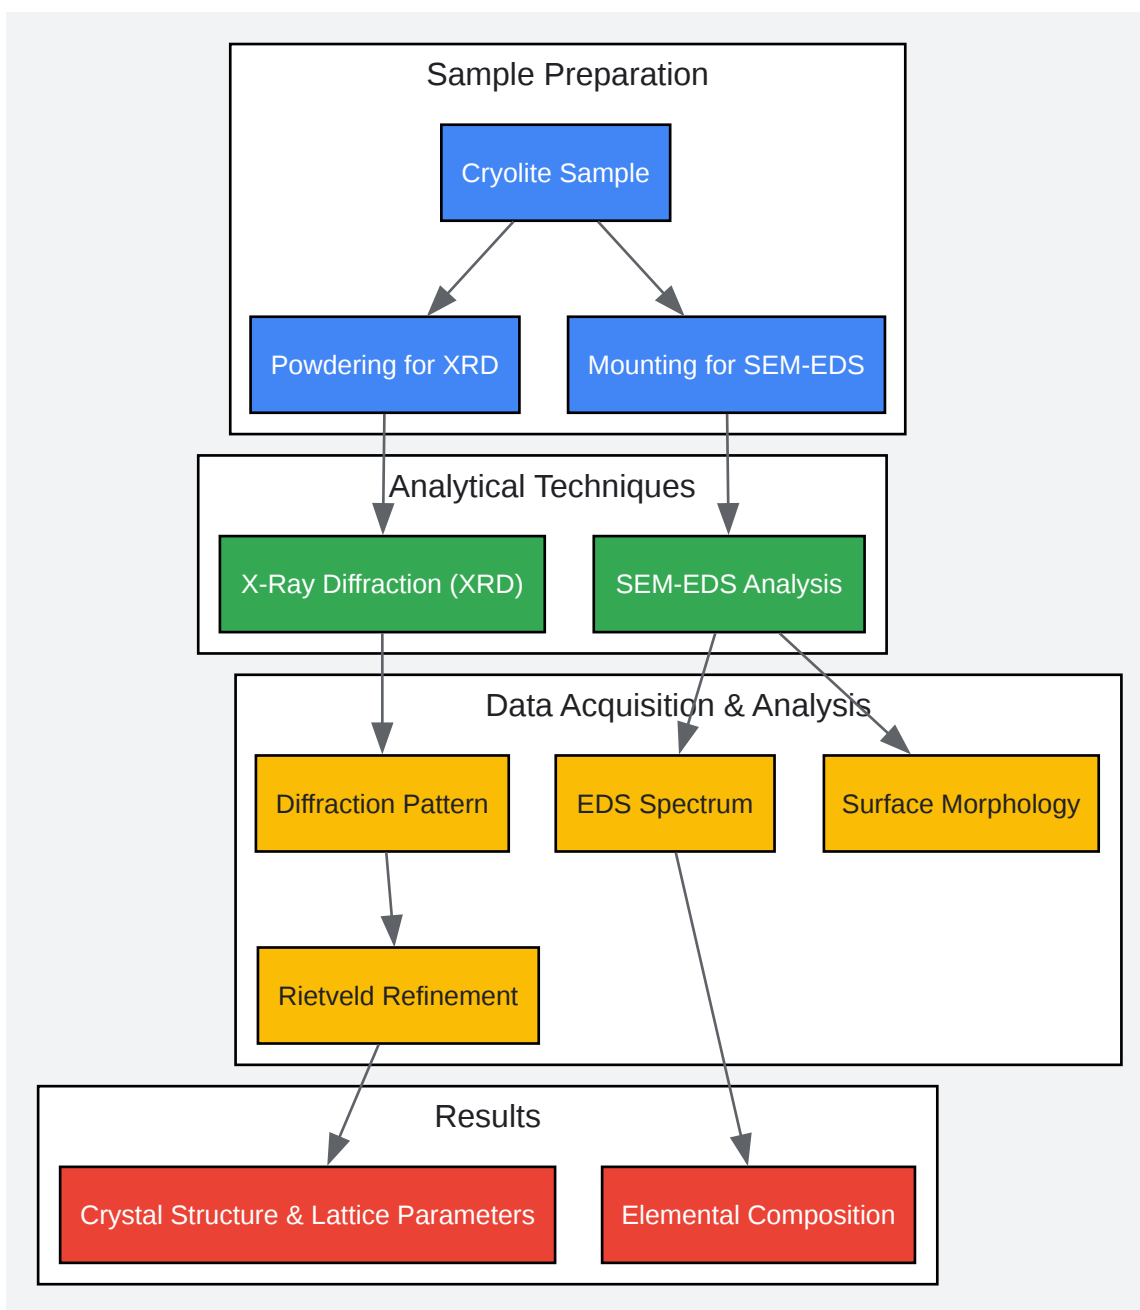 Sample Preparation
Cryolite Sample
Powdering for XRD
Mounting for SEM-EDS
Analytical Techniques
X-Ray Diffraction (XRD)
SEM-EDS Analysis
Data Acquisition & Analysis
Diffraction Pattern
EDS Spectrum
Surface Morphology
Rietveld Refinement
Results
Crystal Structure & Lattice Parameters
Elemental Composition